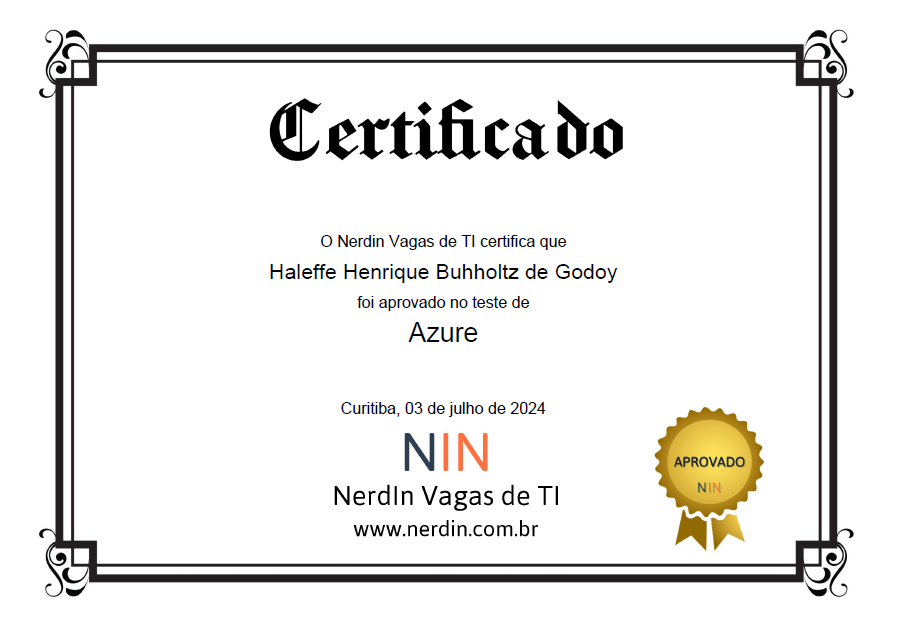 Certificado
O Nerdin Vagas de TI certifica que
Haleffe Henrique Buhholtz de Godoy
foi aprovado no teste de
Azure
Curitiba, 03 de julho de 2024
NIN
NerdIn Vagas de TI
www.nerdin.com.br
APROVADO
NIN